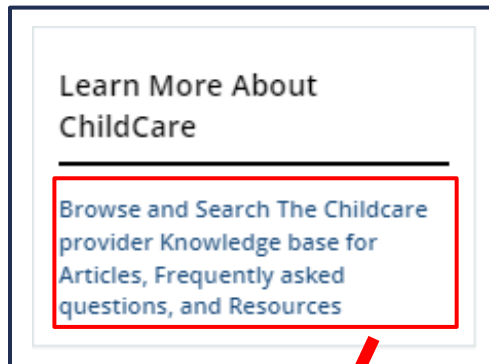 Learn More About
ChildCare
Browse and Search The Childcare
provider Knowledge base for
Articles, Frequently asked
questions, and Resources